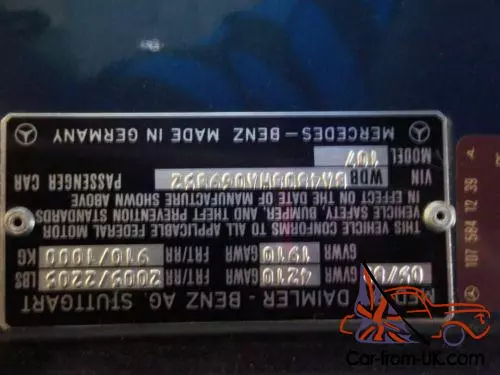 DAIMLER - BENZ AG. STUTTGART
MFD
GVWR 4210 GAWR FRT/RR 2005/2205 LBS
GVWR 1910 GAWR FRT/RR 910/1000 KG
THIS VEHICLE CONFORMS TO ALL APPLICABLE FEDERAL MOTOR
VEHICLE SAFETY, BUMPER, AND THEFT PREVENTION STANDARDS
IN EFFECT ON THE DATE OF MANUFACTURE SHOWN ABOVE
VIN WDB PASSENGER CAR
MODEL 107
MERCEDES-BENZ MADE IN GERMANY
107 584 12 39
Car-from-UK.com